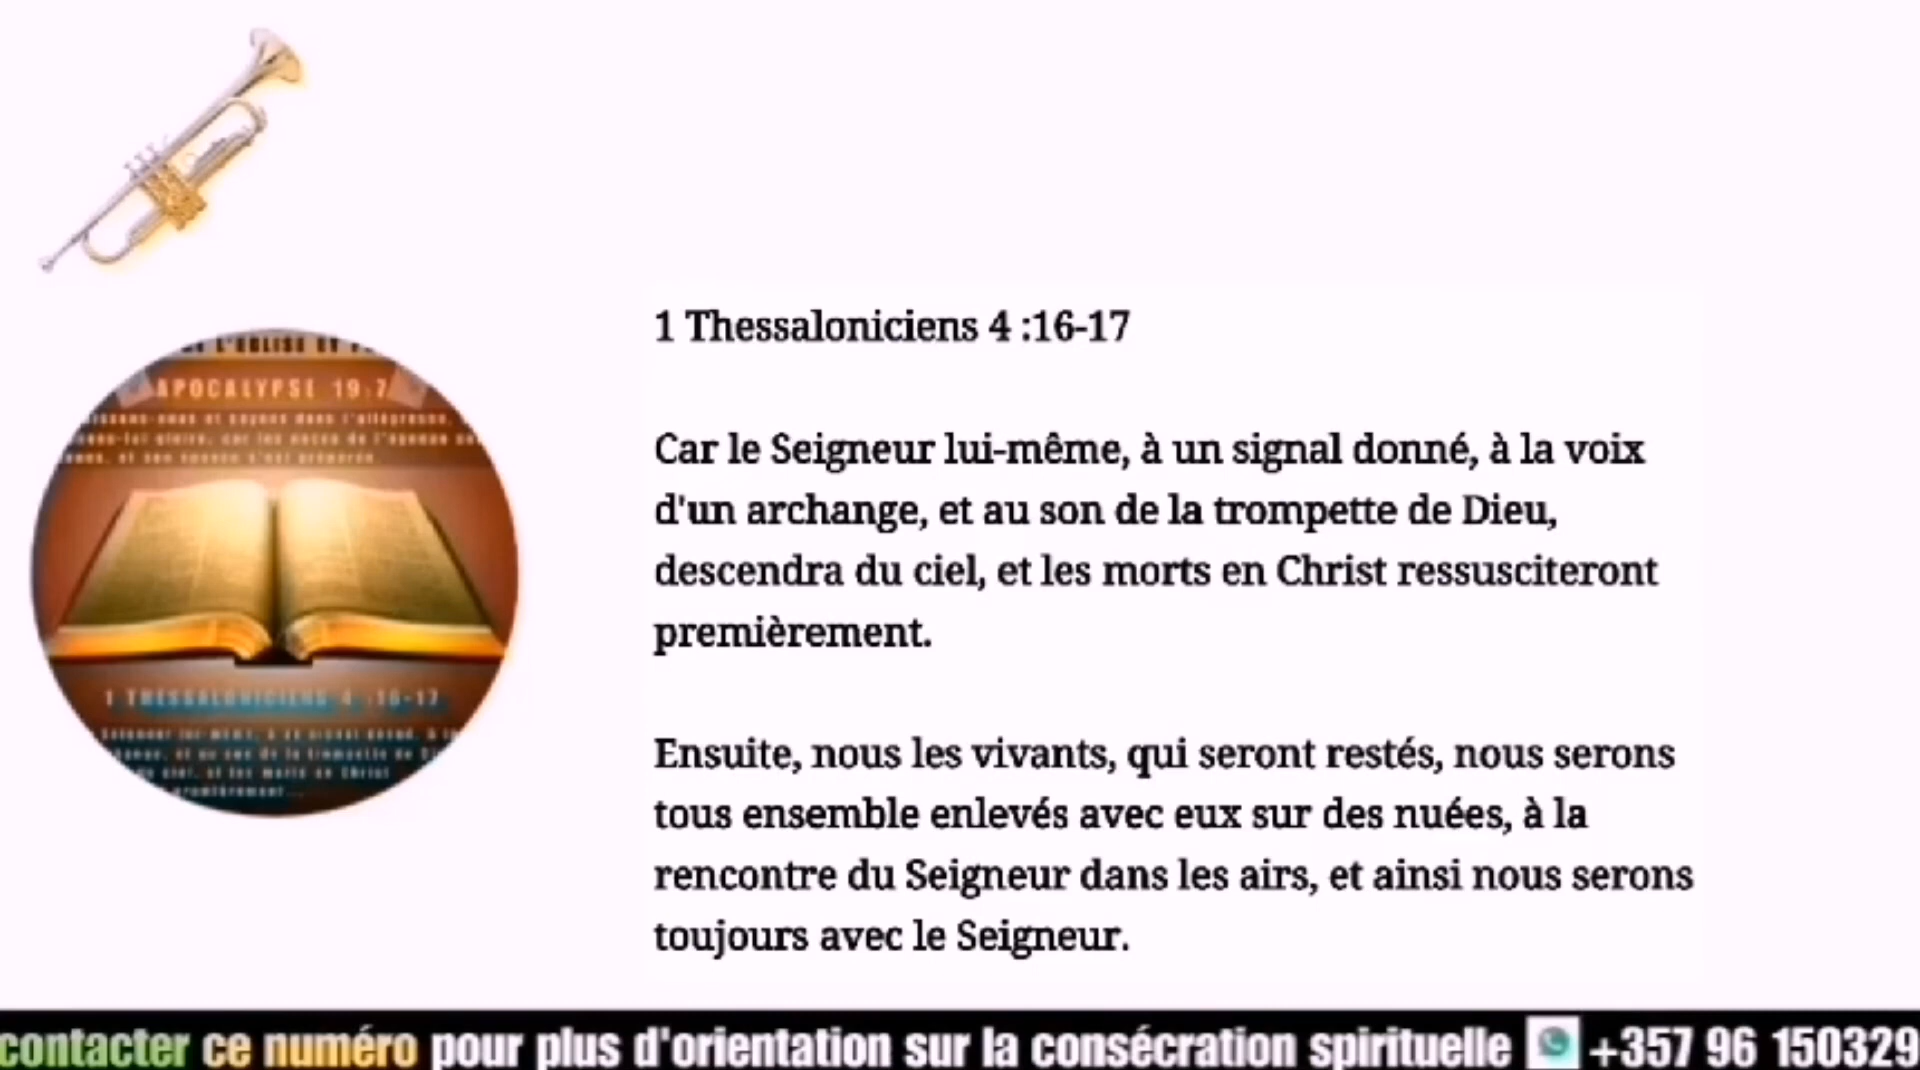 APOCALYPSE 19:7
1 THESSALONICIENS 4 :16-17
1 Thessaloniciens 4 :16-17
Car le Seigneur lui-même, à un signal donné, à la voix
d'un archange, et au son de la trompette de Dieu,
descendra du ciel, et les morts en Christ ressusciteront
premièrement.
Ensuite, nous les vivants, qui seront restés, nous serons
tous ensemble enlevés avec eux sur des nuées, à la
rencontre du Seigneur dans les airs, et ainsi nous serons
toujours avec le Seigneur.
contacter ce numéro pour plus d'orientation sur la consécration spirituelle +357 96 150329